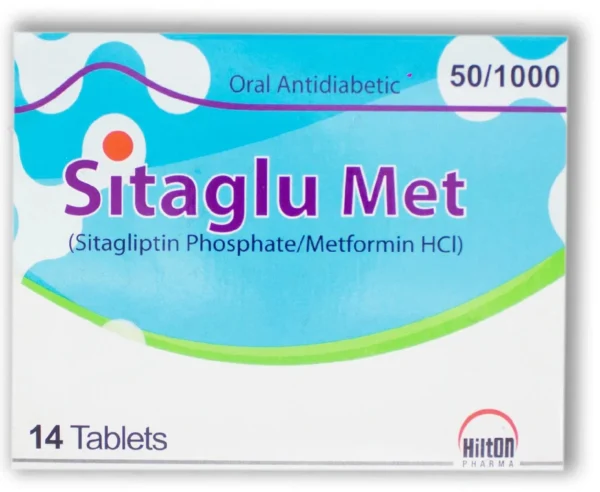 Oral Antidiabetic
50/1000
Sitaglu Met
(Sitagliptin Phosphate/Metformin HCl)
14 Tablets
HiltOn
PHARMA